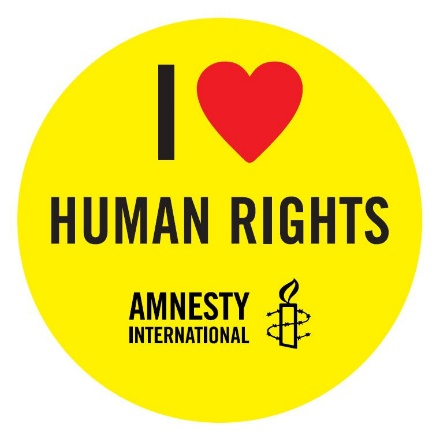 I
HUMAN RIGHTS
AMNESTY
INTERNATIONAL